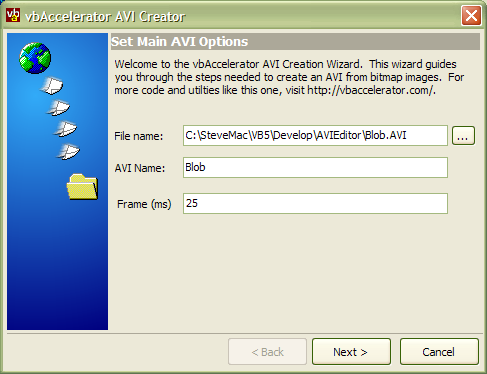 vbAccelerator AVI Creator
Set Main AVI Options
Welcome to the vbAccelerator AVI Creation Wizard. This wizard guides
you through the steps needed to create an AVI from bitmap images. For
more code and utilties like this one, visit http://vbaccelerator.com/.
File name: C:\SteveMac\VB5\Develop\AVIEditor\Blob.AVI ...
AVI Name: Blob
Frame (ms) 25
< Back Next > Cancel